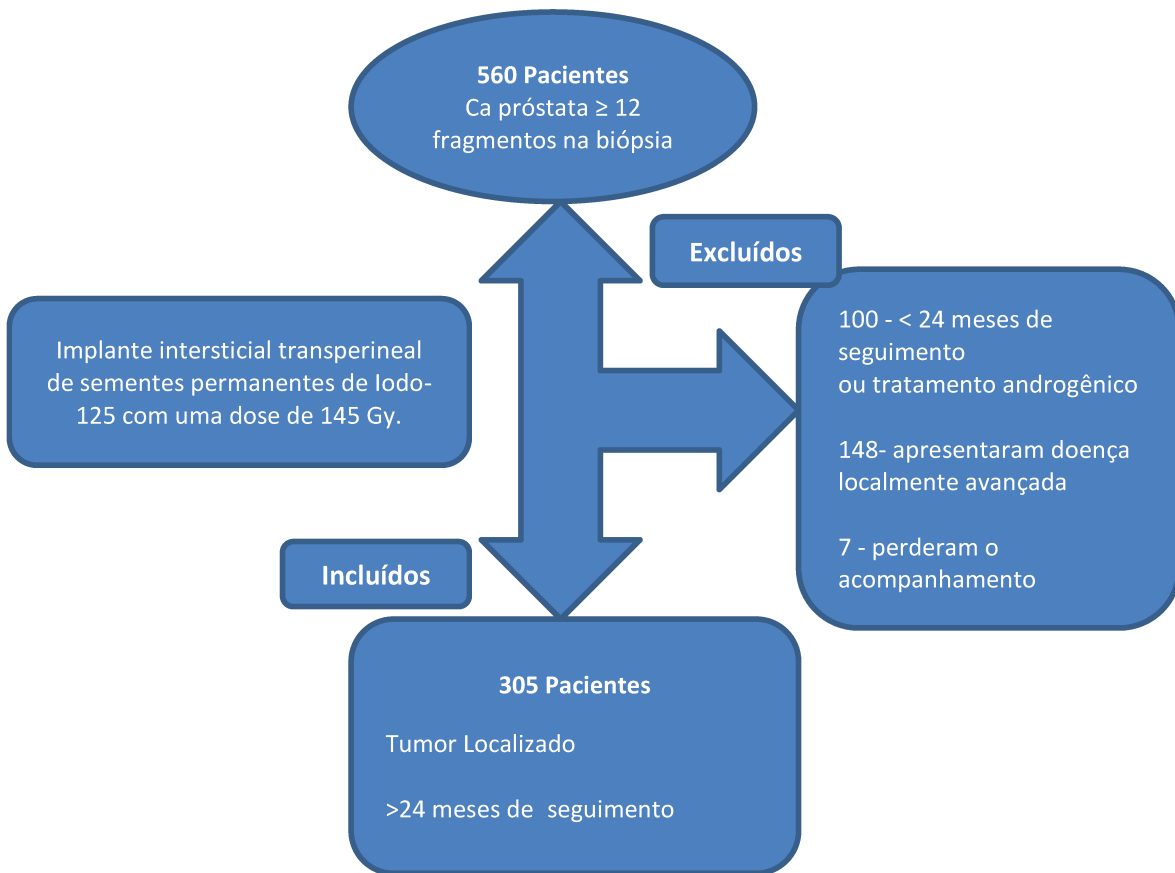 560 Pacientes
Ca próstata ≥ 12
fragmentos na biópsia
Excluídos
Implante intersticial transperineal
de sementes permanentes de Iodo-
125 com uma dose de 145 Gy.
100 - < 24 meses de
seguimento
ou tratamento androgênico
148- apresentaram doença
localmente avançada
7 - perderam o
acompanhamento
Incluídos
305 Pacientes
Tumor Localizado
>24 meses de  seguimento